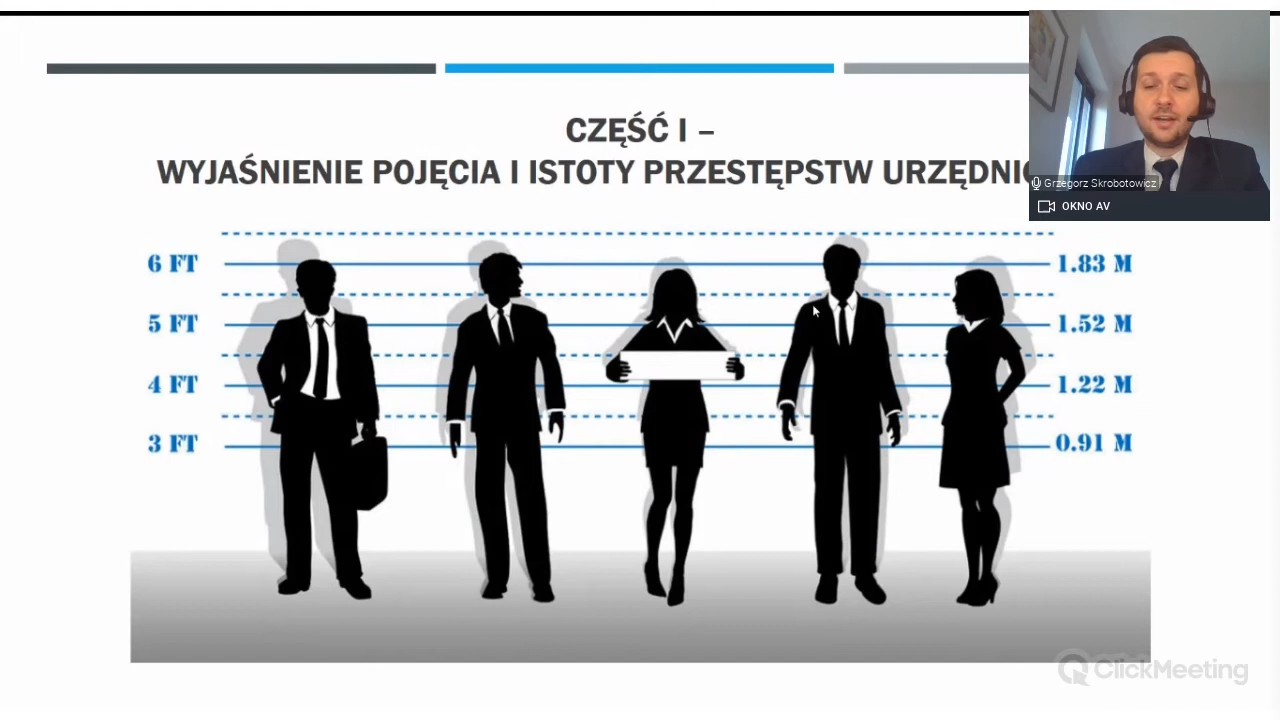 CZĘŚĆ I –
WYJAŚNIENIE POJĘCIA I ISTOTY PRZESTĘPSTW
Grzegorz Skrobotowicz
OKNO AV
6 FT 1.83 M
5 FT 1.52 M
4 FT 1.22 M
3 FT 0.91 M
ClickMeeting